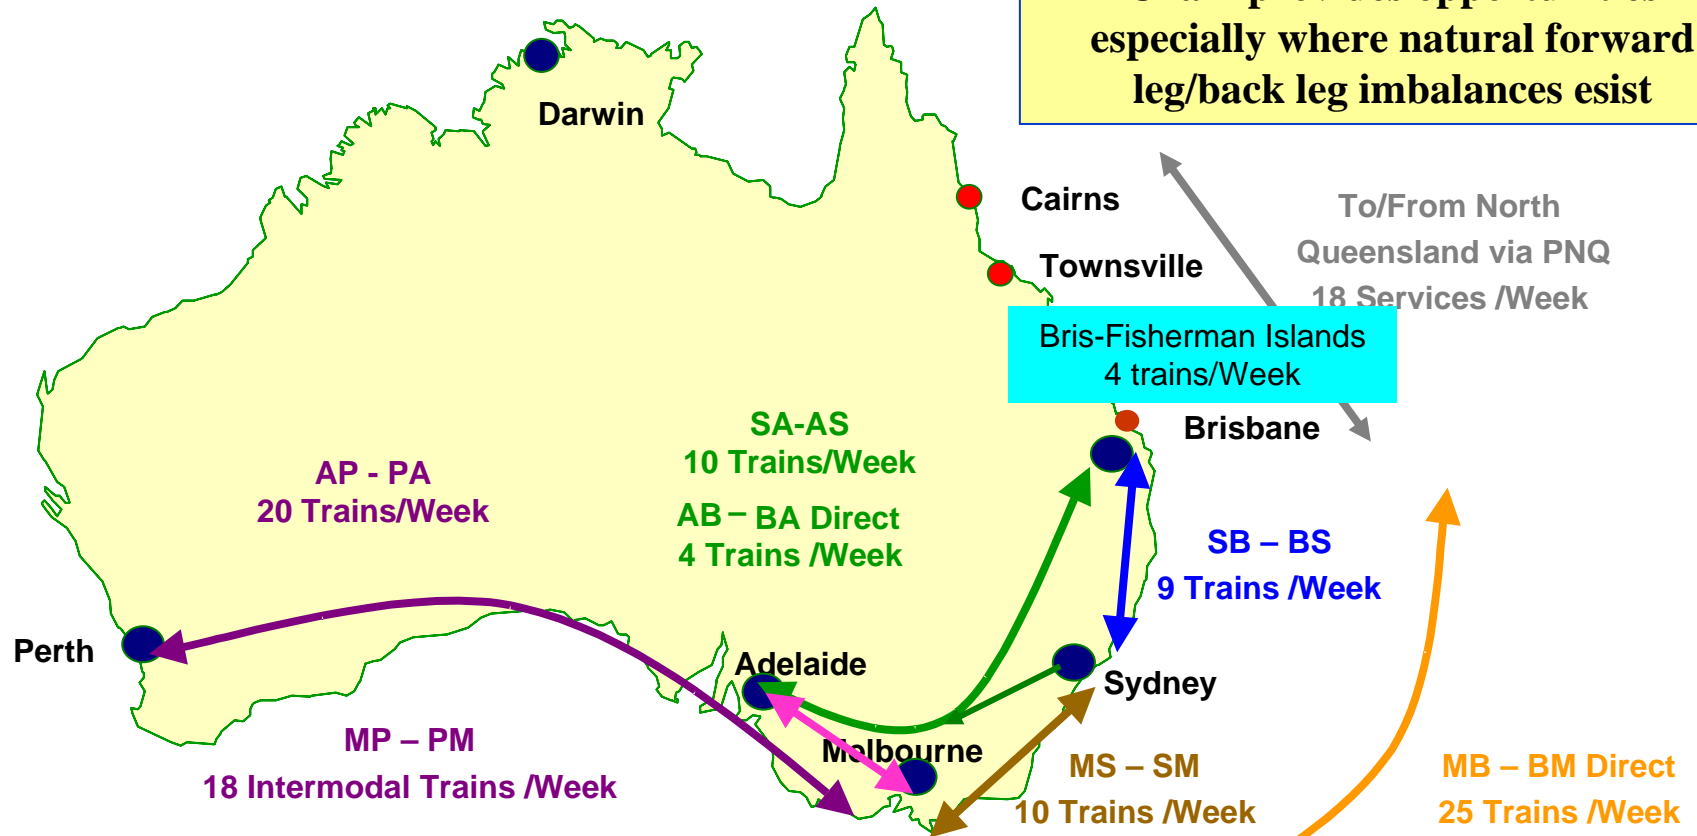 especially where natural forward
leg/back leg imbalances esist
Darwin
Cairns
To/From North
Queensland via PNQ
18 Services /Week
Townsville
Bris-Fisherman Islands
4 trains/Week
Brisbane
SA-AS
10 Trains/Week
AB – BA Direct
4 Trains /Week
AP - PA
20 Trains/Week
SB – BS
9 Trains /Week
Perth
Adelaide
Sydney
Melbourne
MP – PM
18 Intermodal Trains /Week
MS – SM
10 Trains /Week
MB – BM Direct
25 Trains /Week